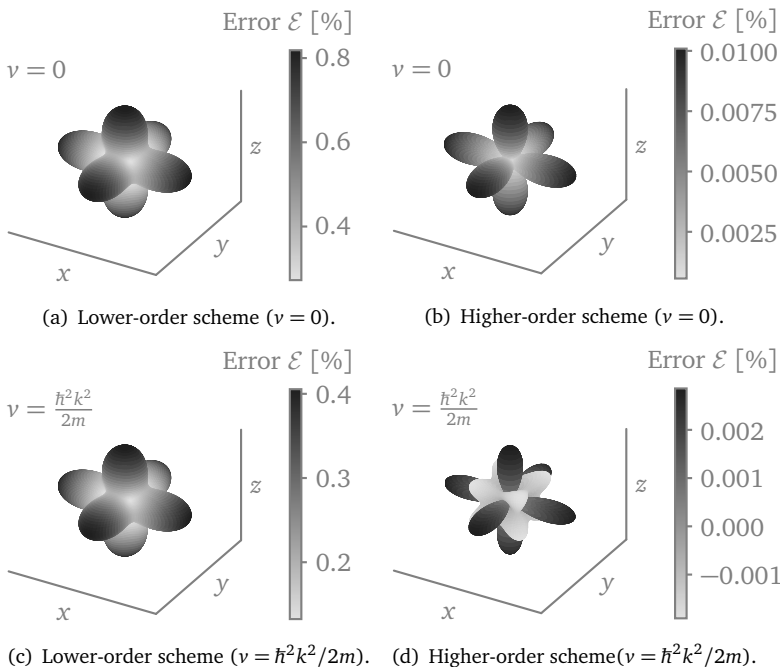 Error ℰ [%]
ν = 0
0.8
0.6
0.4
z
y
x
(a) Lower-order scheme (ν = 0).
Error ℰ [%]
ν = 0
0.0100
0.0075
0.0050
0.0025
z
y
x
(b) Higher-order scheme (ν = 0).
Error ℰ [%]
ν = ħ²k²/2m
0.4
0.3
0.2
z
y
x
(c) Lower-order scheme (ν = ħ²k²/2m).
Error ℰ [%]
ν = ħ²k²/2m
0.002
0.001
0.000
−0.001
z
y
x
(d) Higher-order scheme(ν = ħ²k²/2m).